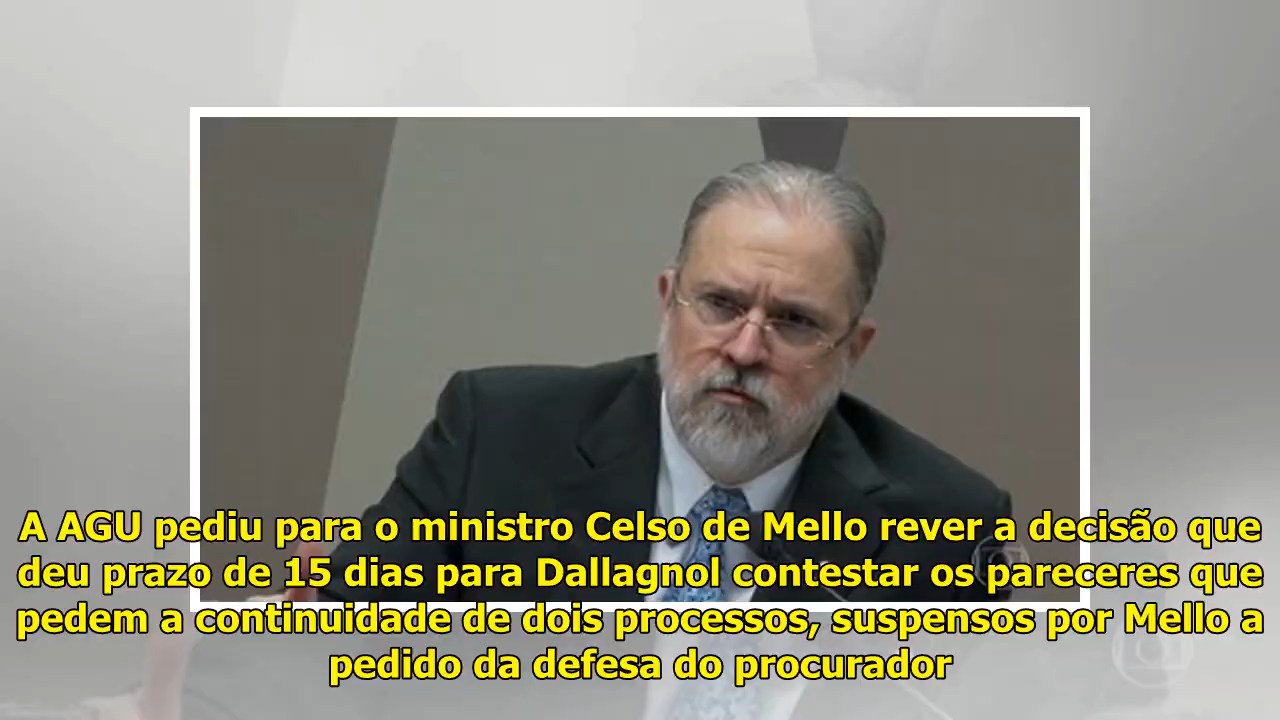 A AGU pediu para o ministro Celso de Mello rever a decisão que
deu prazo de 15 dias para Dallagnol contestar os pareceres que
pedem a continuidade de dois processos, suspensos por Mello a
pedido da defesa do procurador